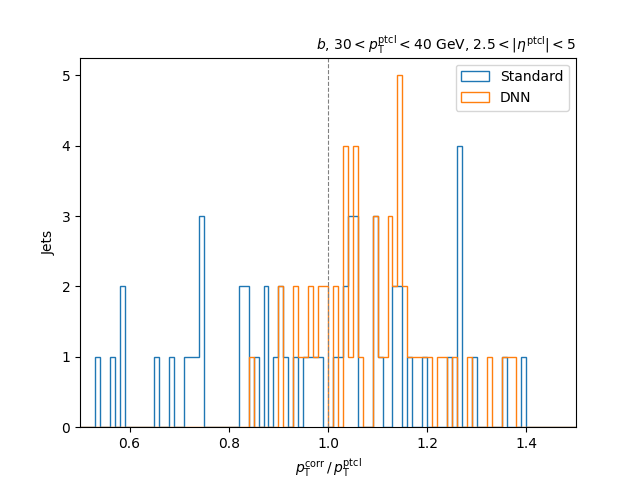 b, 30 < p_T^ptcl < 40 GeV, 2.5 < |η^ptcl| < 5
Standard
DNN
5
4
3
2
1
0
Jets
0.6 0.8 1.0 1.2 1.4
p_T^corr / p_T^ptcl